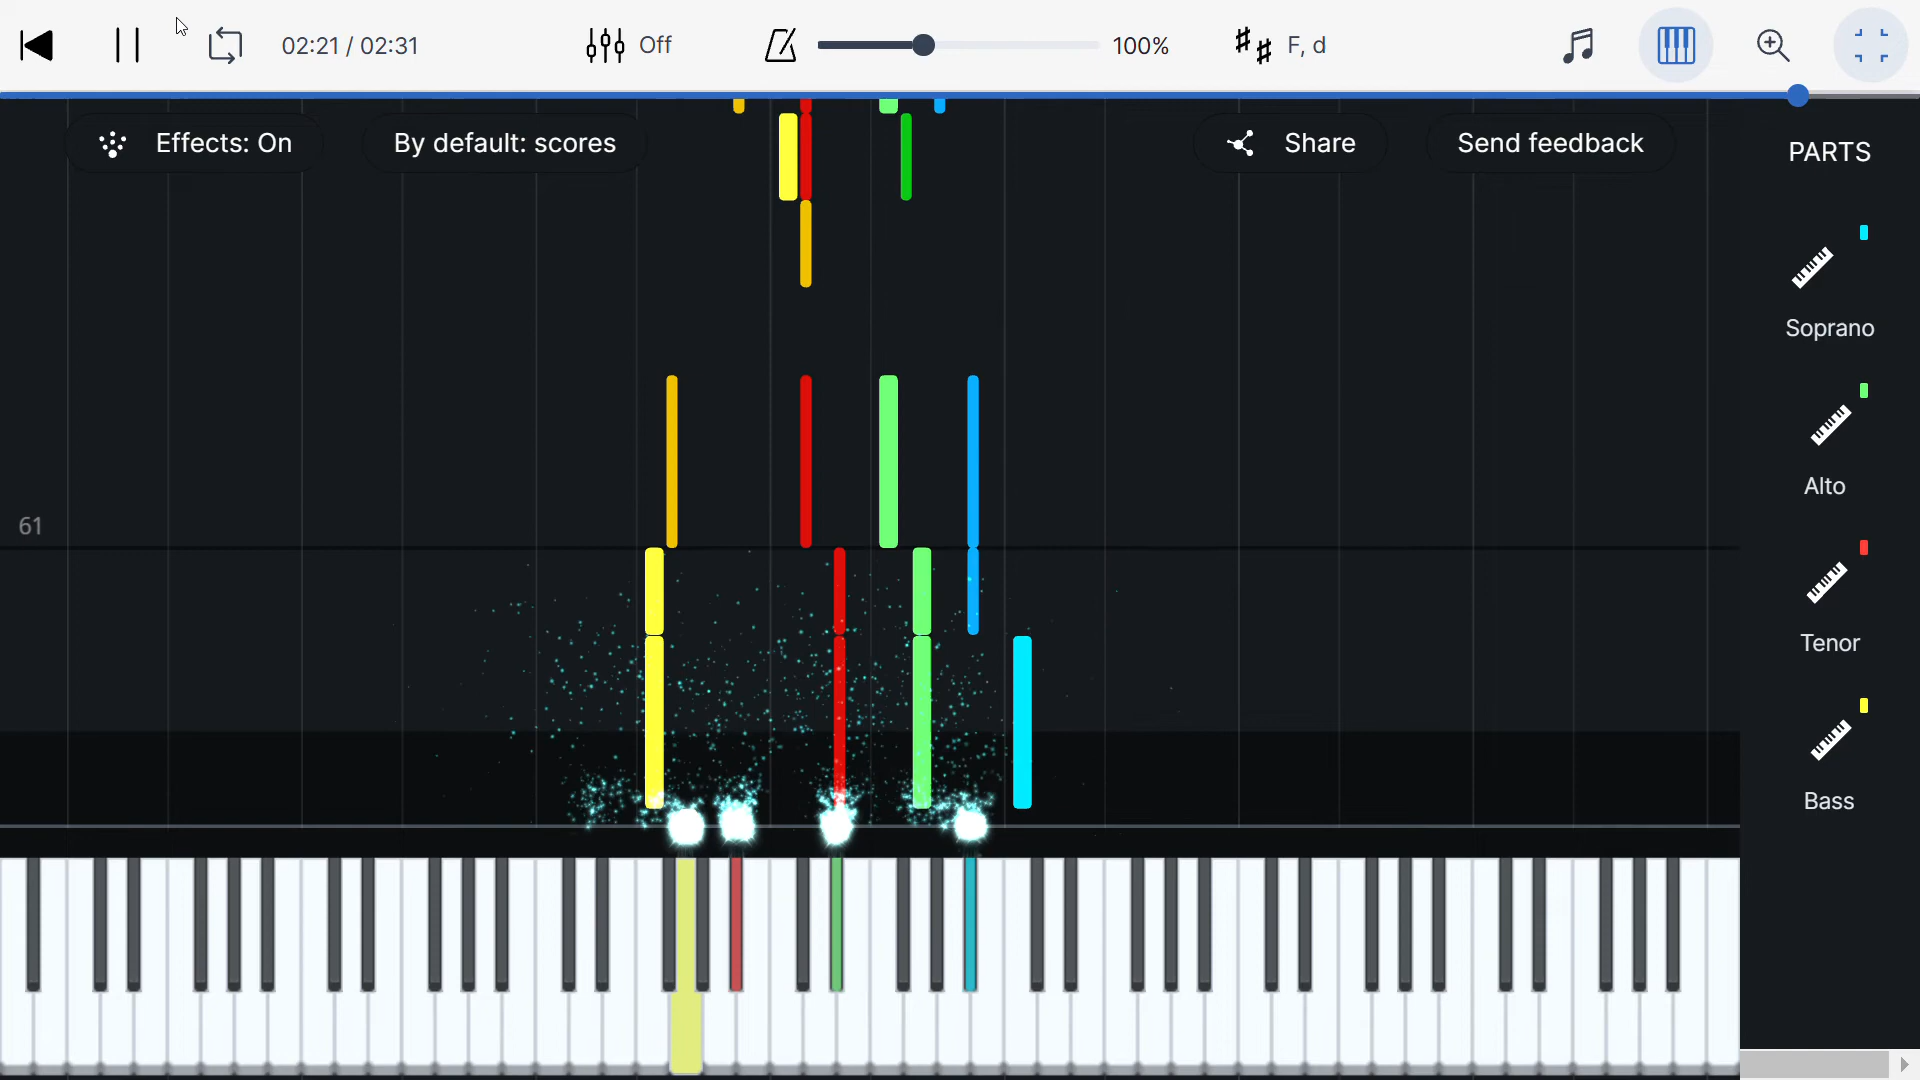 02:21 / 02:31
Off
100%
F, d
Effects: On
By default: scores
Share
Send feedback
PARTS
Soprano
61
Alto
Tenor
Bass